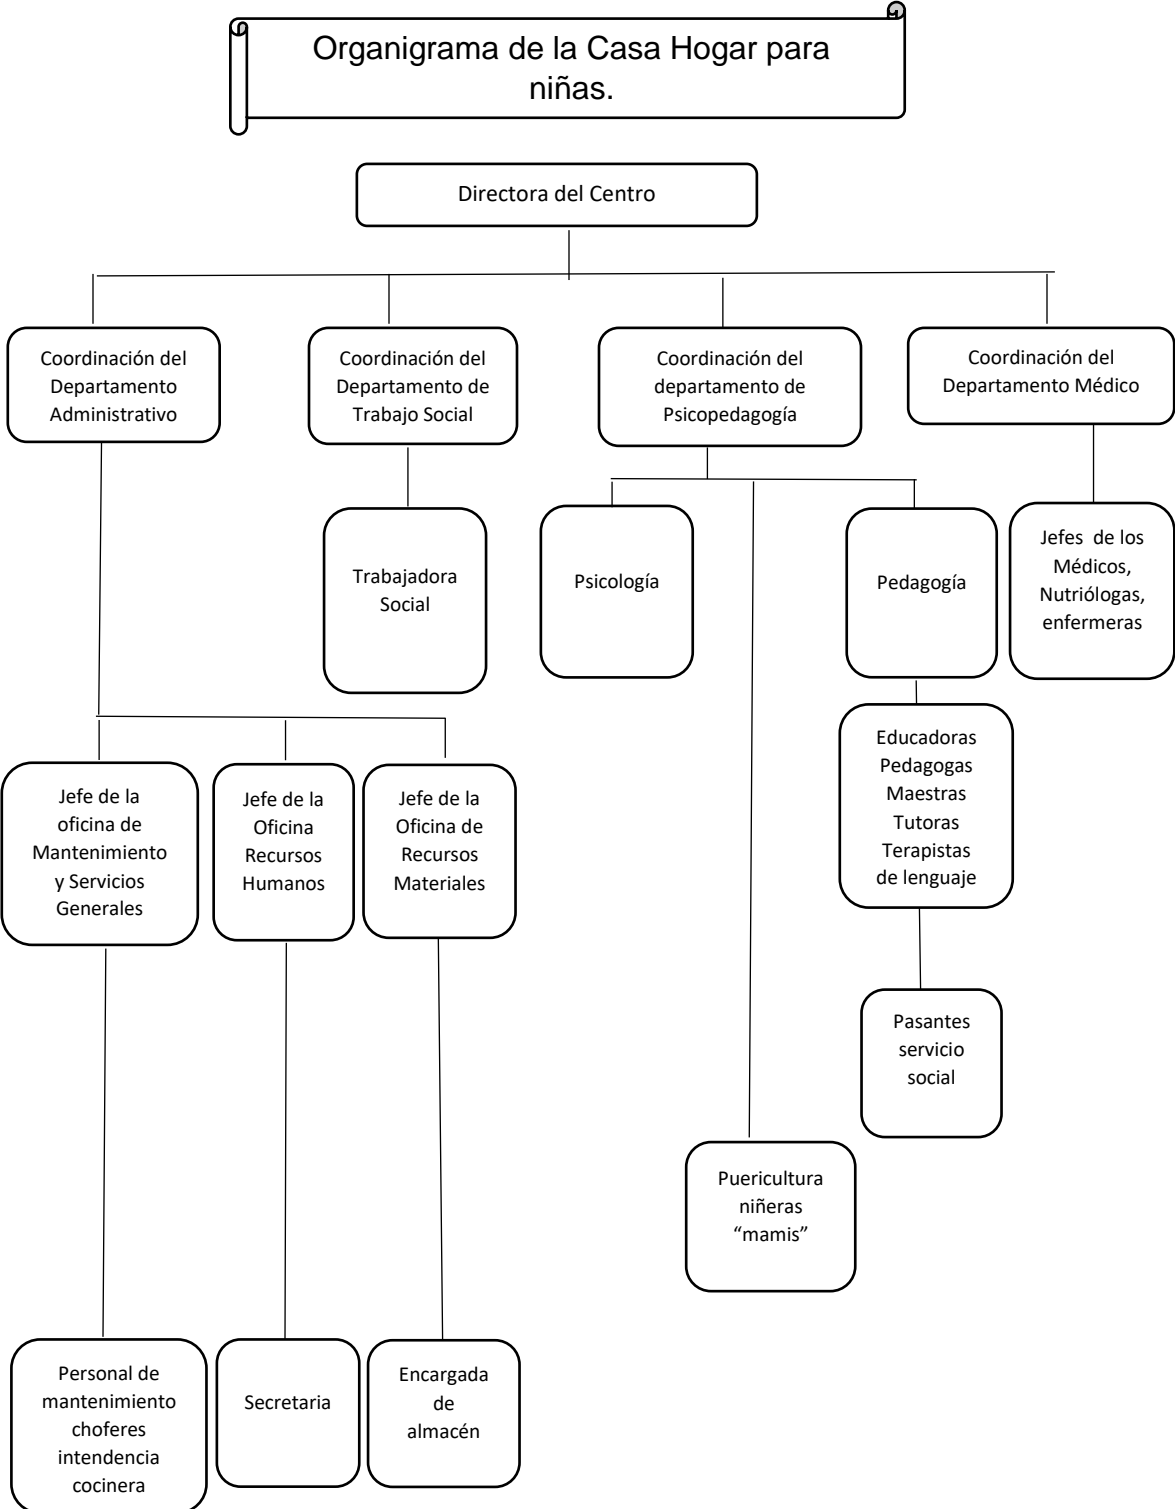 Organigrama de la Casa Hogar para
niñas.
Directora del Centro
Coordinación del
Departamento
Administrativo
Coordinación del
Departamento de
Trabajo Social
Coordinación del
departamento de
Psicopedagogía
Coordinación del
Departamento Médico
Trabajadora
Social
Psicología
Pedagogía
Jefes de los
Médicos,
Nutriólogas,
enfermeras
Educadoras
Pedagogas
Maestras
Tutoras
Terapistas
de lenguaje
Jefe de la
oficina de
Mantenimiento
y Servicios
Generales
Jefe de la
Oficina
Recursos
Humanos
Jefe de la
Oficina de
Recursos
Materiales
Pasantes
servicio
social
Puericultura
niñeras
“mamis”
Personal de
mantenimiento
choferes
intendencia
cocinera
Secretaria
Encargada
de
almacén